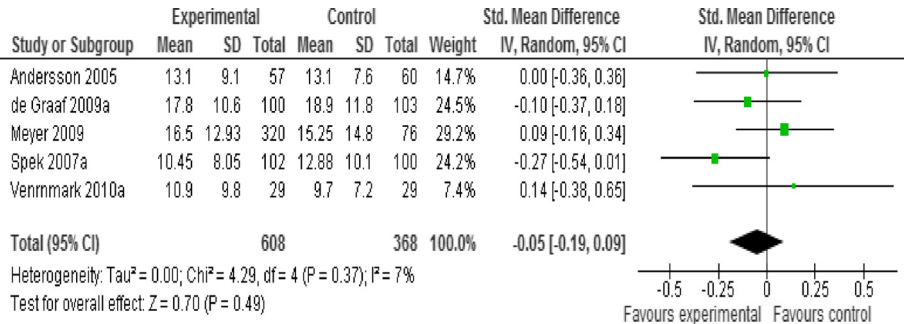 Experimental Control Std. Mean Difference Std. Mean Difference
Study or Subgroup Mean SD Total Mean SD Total Weight IV, Random, 95% CI IV, Random, 95% CI
Andersson 2005 13.1 9.1 57 13.1 7.6 60 14.7% 0.00 [-0.36, 0.36]
de Graaf 2009a 17.8 10.6 100 18.9 11.8 103 24.5% -0.10 [-0.37, 0.18]
Meyer 2009 16.5 12.93 320 15.25 14.8 76 29.2% 0.09 [-0.16, 0.34]
Spek 2007a 10.45 8.05 102 12.88 10.1 100 24.2% -0.27 [-0.54, 0.01]
Vernmark 2010a 10.9 9.8 29 9.7 7.2 29 7.4% 0.14 [-0.38, 0.65]
Total (95% CI) 608 368 100.0% -0.05 [-0.19, 0.09]
Heterogeneity: Tau² = 0.00; Chi² = 4.29, df = 4 (P = 0.37); I² = 7%
Test for overall effect: Z = 0.70 (P = 0.49)
-0.5 -0.25 0 0.25 0.5
Favours experimental Favours control